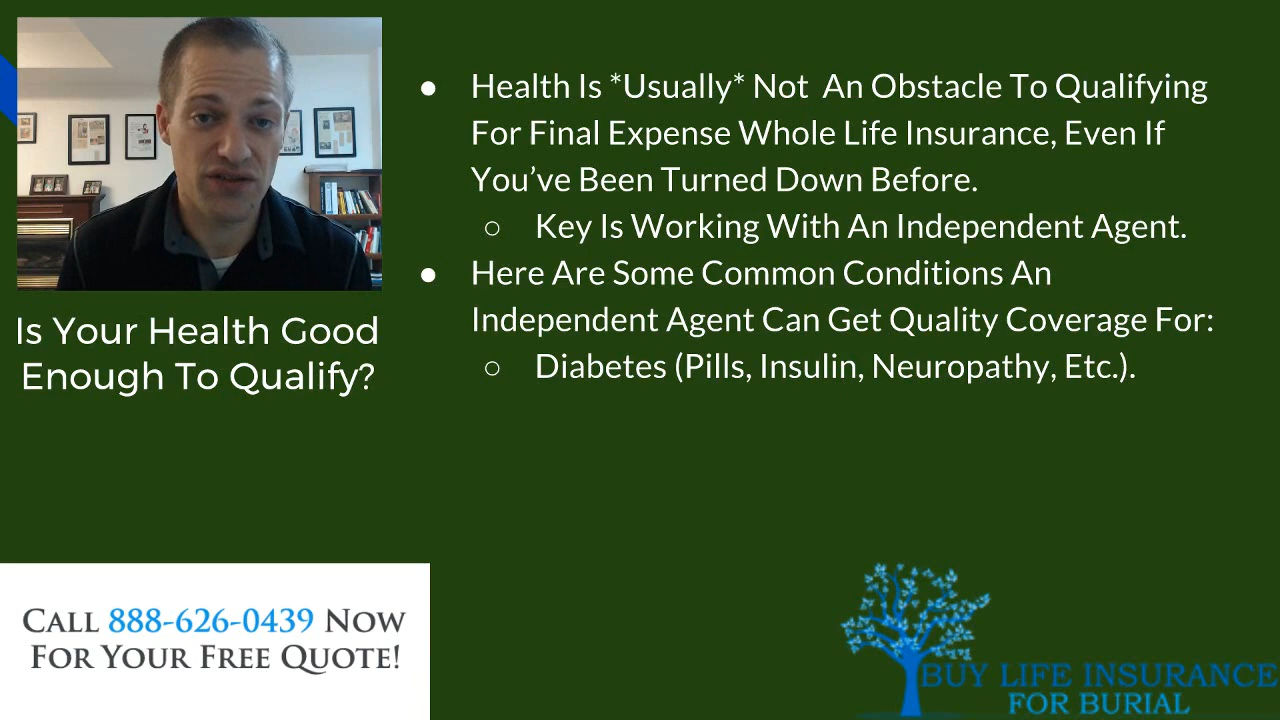 Is Your Health Good
Enough To Qualify?
● Health Is *Usually* Not An Obstacle To Qualifying
For Final Expense Whole Life Insurance, Even If
You’ve Been Turned Down Before.
○ Key Is Working With An Independent Agent.
● Here Are Some Common Conditions An
Independent Agent Can Get Quality Coverage For:
○ Diabetes (Pills, Insulin, Neuropathy, Etc.).
CALL 888-626-0439 NOW
FOR YOUR FREE QUOTE!
BUY LIFE INSURANCE
FOR BURIAL